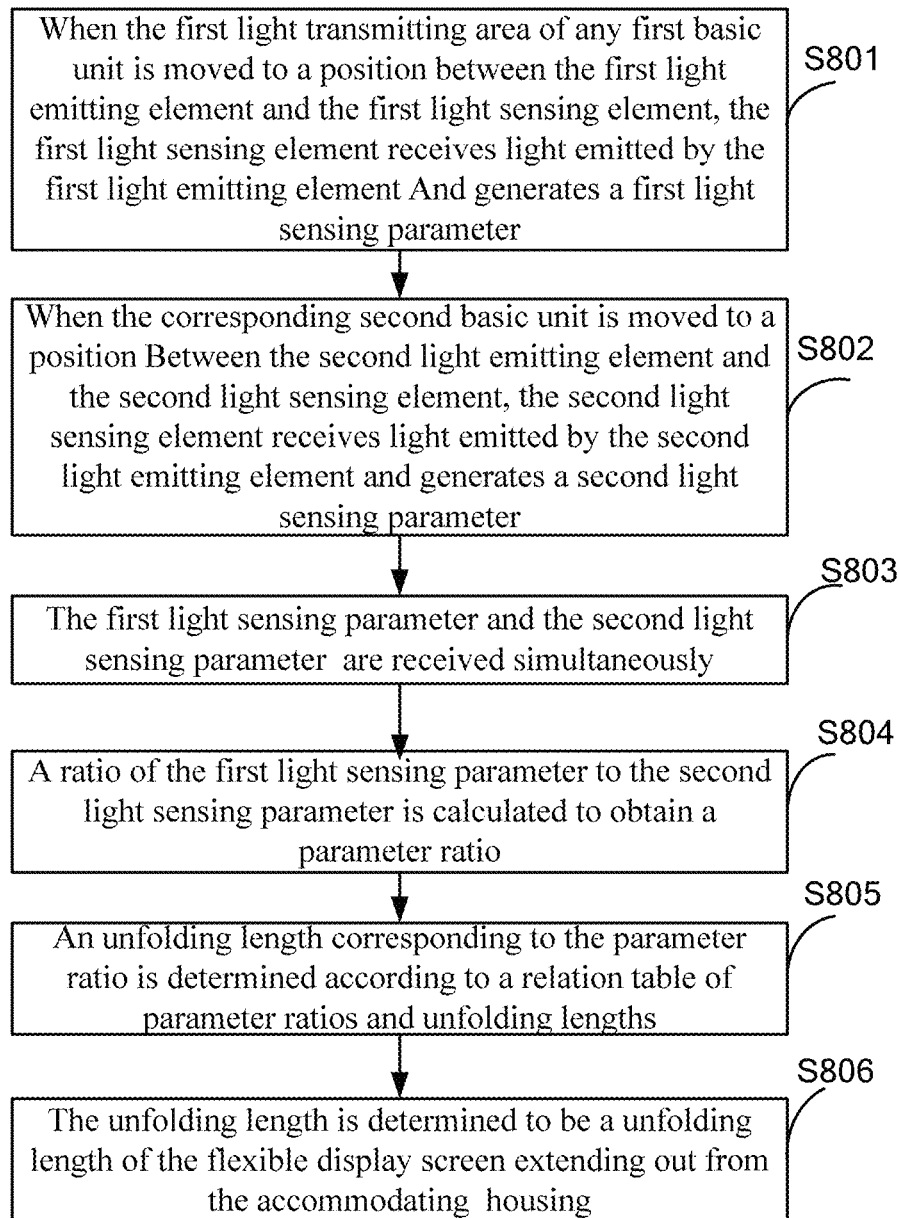 When the first light transmitting area of any first basic
unit is moved to a position between the first light
emitting element and the first light sensing element, the
first light sensing element receives light emitted by the
first light emitting element And generates a first light
sensing parameter
S801
When the corresponding second basic unit is moved to a
position Between the second light emitting element and
the second light sensing element, the second light
sensing element receives light emitted by the second
light emitting element and generates a second light
sensing parameter
S802
The first light sensing parameter and the second light
sensing parameter are received simultaneously
S803
A ratio of the first light sensing parameter to the second
light sensing parameter is calculated to obtain a
parameter ratio
S804
An unfolding length corresponding to the parameter
ratio is determined according to a relation table of
parameter ratios and unfolding lengths
S805
The unfolding length is determined to be a unfolding
length of the flexible display screen extending out from
the accommodating housing
S806